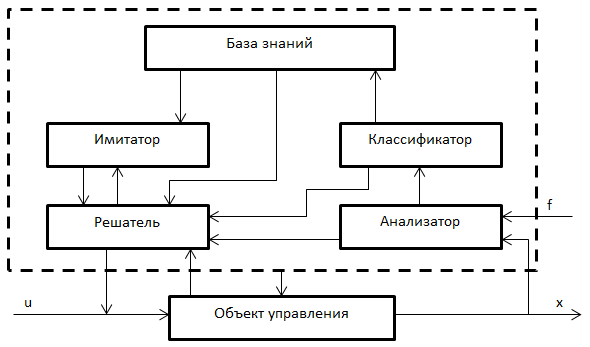 База знаний
Имитатор
Классификатор
Решатель
Анализатор
f
u
Объект управления
x